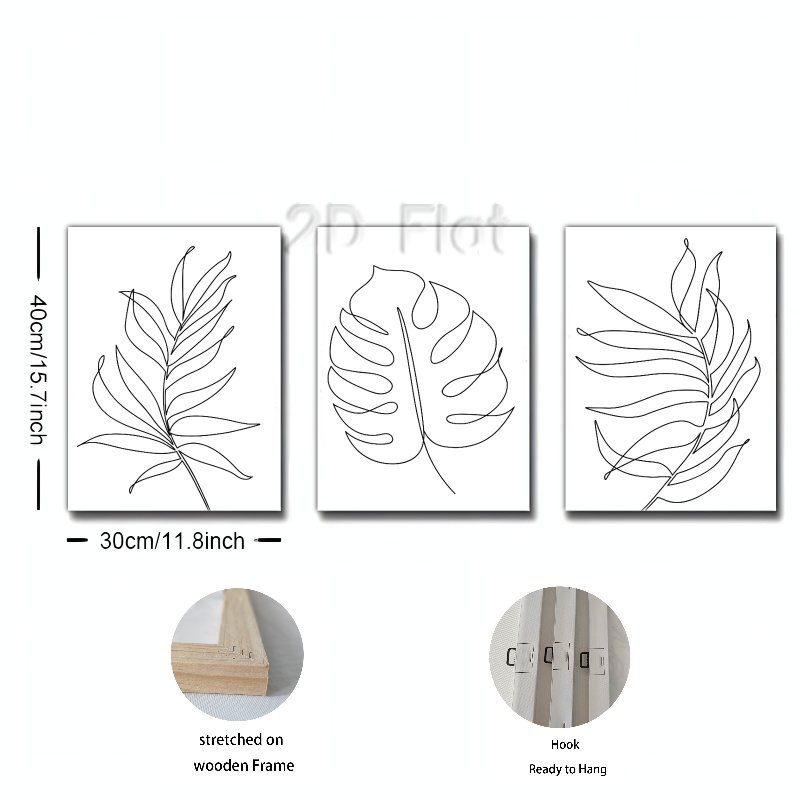 2D Flat
40cm/15.7inch
30cm/11.8inch
stretched on
wooden Frame
Hook
Ready to Hang